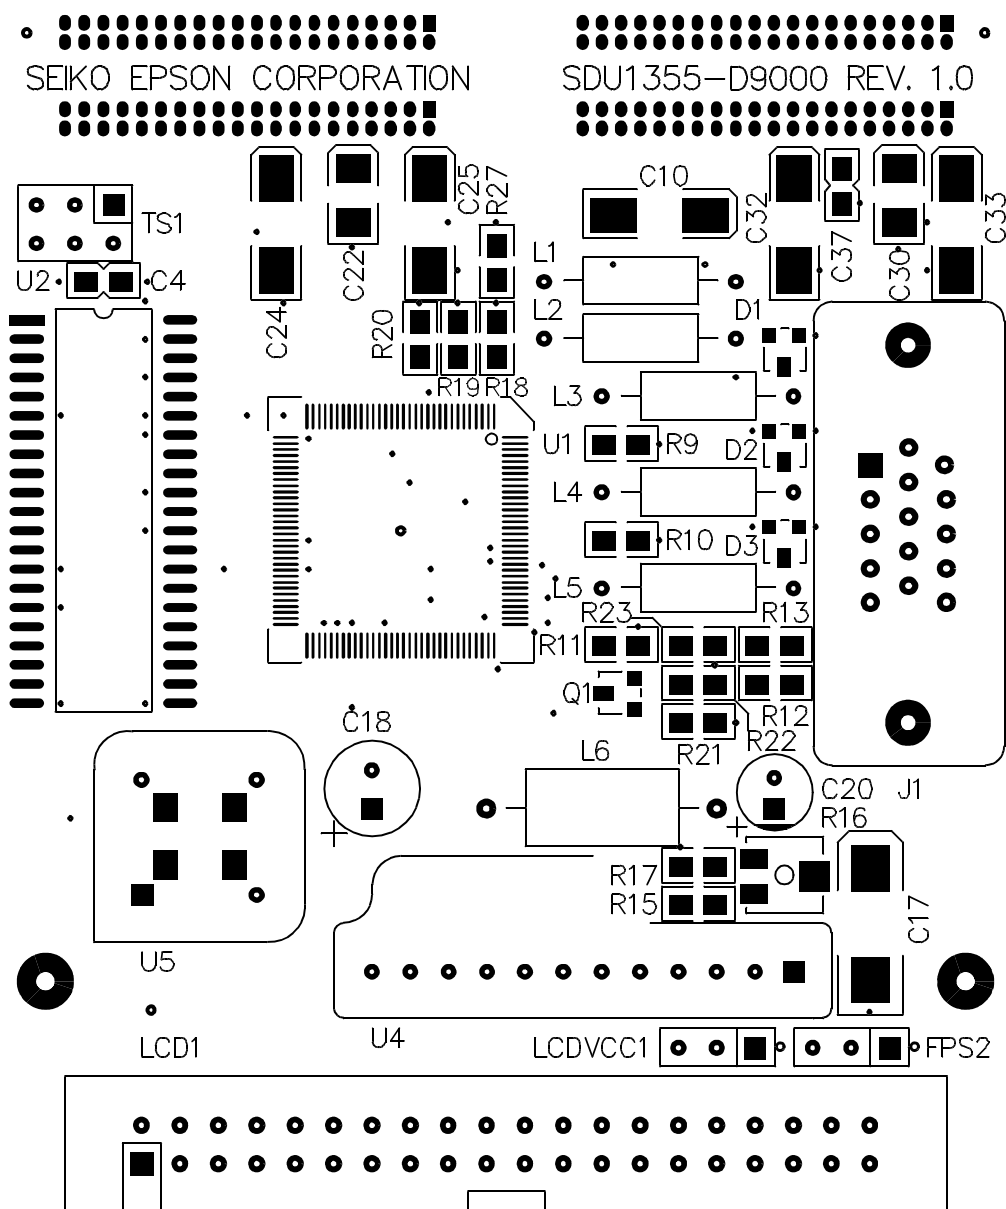 SEIKO EPSON CORPORATION
SDU1355-D9000 REV. 1.0
C25
R27
C10
C32
C33
TS1
C37
L1
C22
C30
U2
C4
C24
R20
L2
D1
R19
R18
L3
U1
R9
D2
L4
R10
D3
L5
R23
R13
R11
Q1
R12
C18
R21
R22
L6
C20
J1
R16
R17
R15
C17
U5
U4
LCD1
LCDVCC1
FPS2